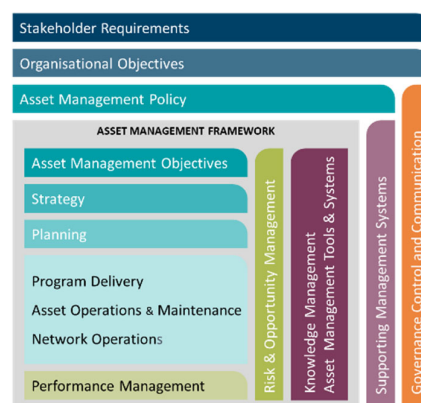 Stakeholder Requirements
Organisational Objectives
Asset Management Policy
ASSET MANAGEMENT FRAMEWORK
Asset Management Objectives
Strategy
Planning
Program Delivery
Asset Operations & Maintenance
Network Operations
Performance Management
Risk & Opportunity Management
Knowledge Management
Asset Management Tools & Systems
Supporting Management Systems
Governance Control and Communication